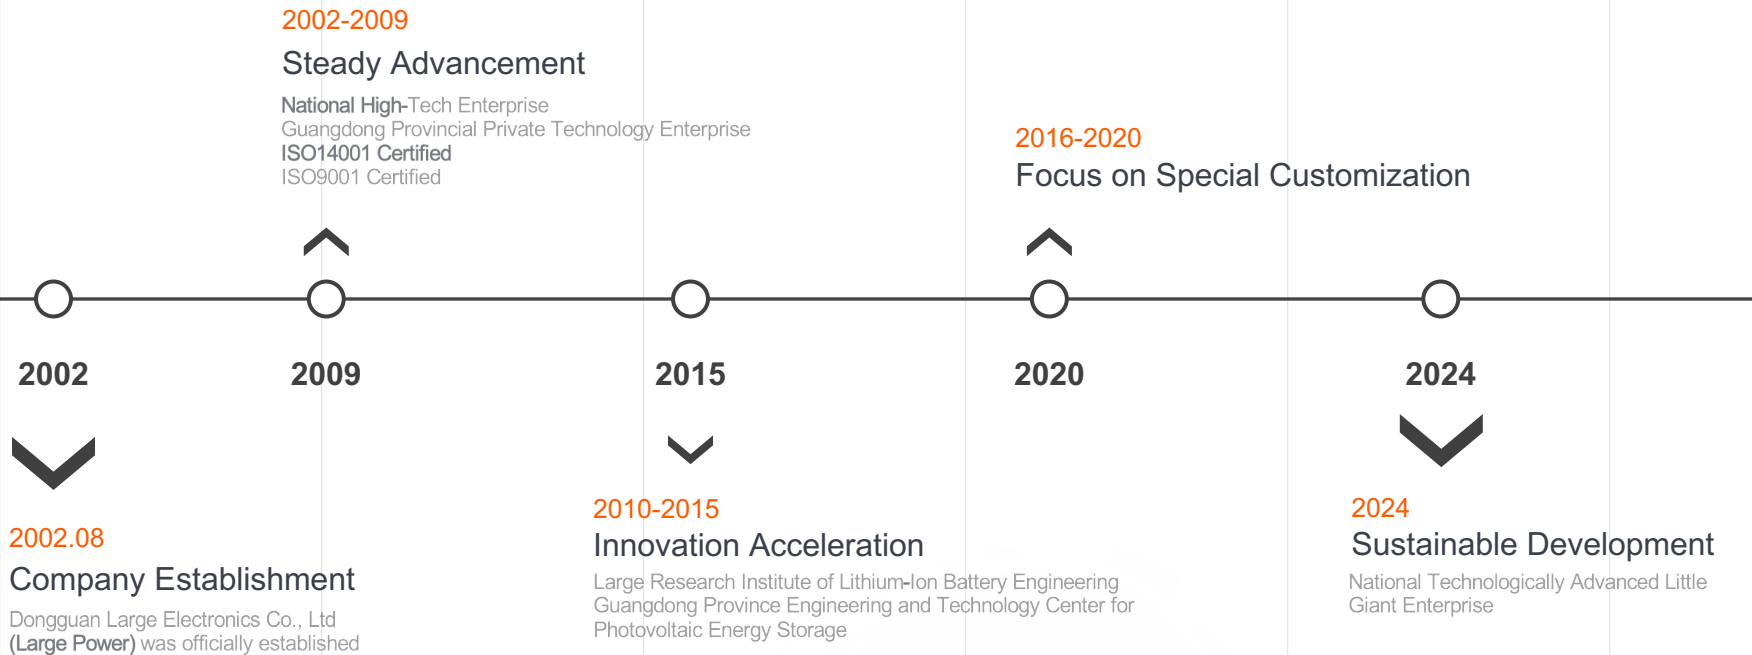 2002-2009
Steady Advancement
National High-Tech Enterprise
Guangdong Provincial Private Technology Enterprise
ISO14001 Certified
ISO9001 Certified
2016-2020
Focus on Special Customization
2002
2009
2015
2020
2024
2002.08
Company Establishment
Dongguan Large Electronics Co., Ltd
(Large Power) was officially established
2010-2015
Innovation Acceleration
Large Research Institute of Lithium-Ion Battery Engineering
Guangdong Province Engineering and Technology Center for
Photovoltaic Energy Storage
2024
Sustainable Development
National Technologically Advanced Little
Giant Enterprise